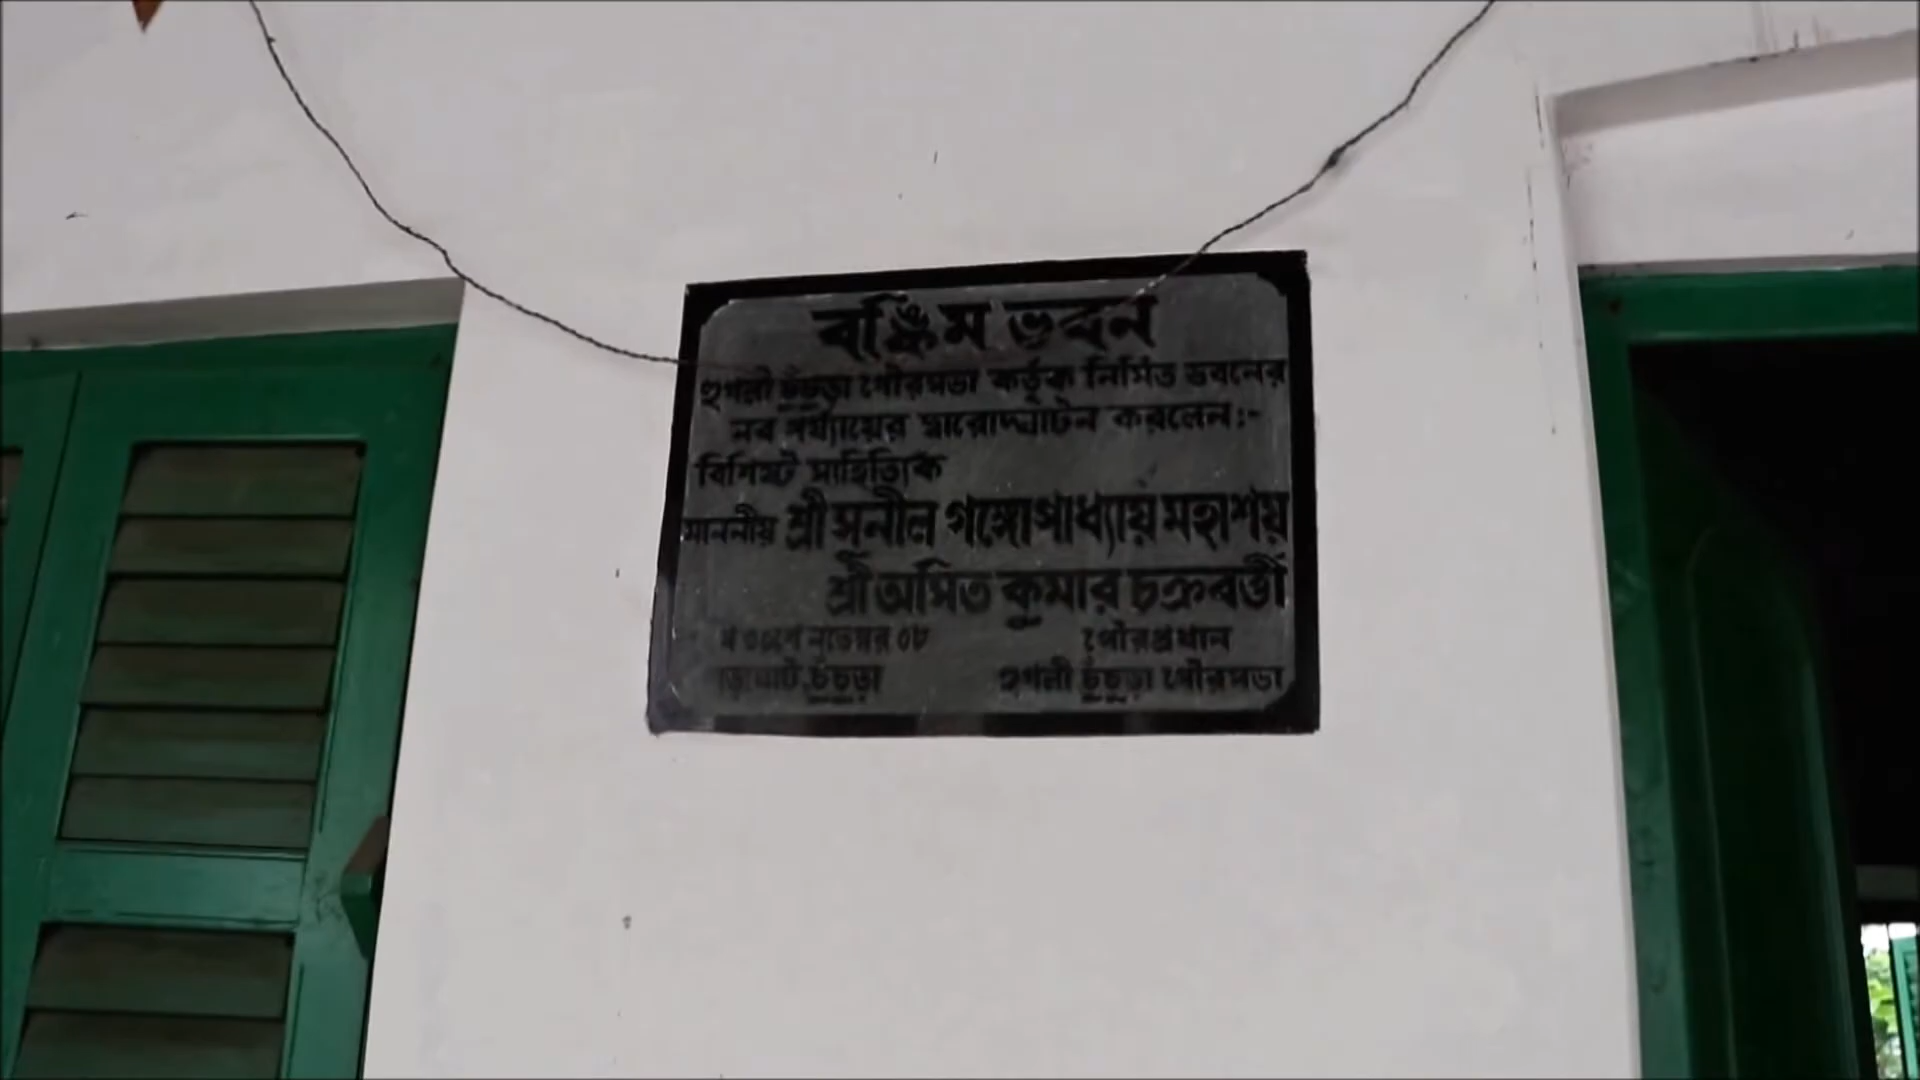 বঙ্কিম ভবন
হুগলী চুঁচুড়া পৌরসভা কর্তৃক নির্মিত ভবনের
নব পর্য্যায়ের দ্বারোদ্ঘাটন করলেন:-
বিশিষ্ট সাহিত্যিক
মাননীয় শ্রী সুনীল গঙ্গোপাধ্যায় মহাশয়
শ্রী অমিত কুমার চক্রবর্ত্তী
নভেম্বর ০৮ পৌরপ্রধান
চুঁচুড়া হুগলী চুঁচুড়া পৌরসভা